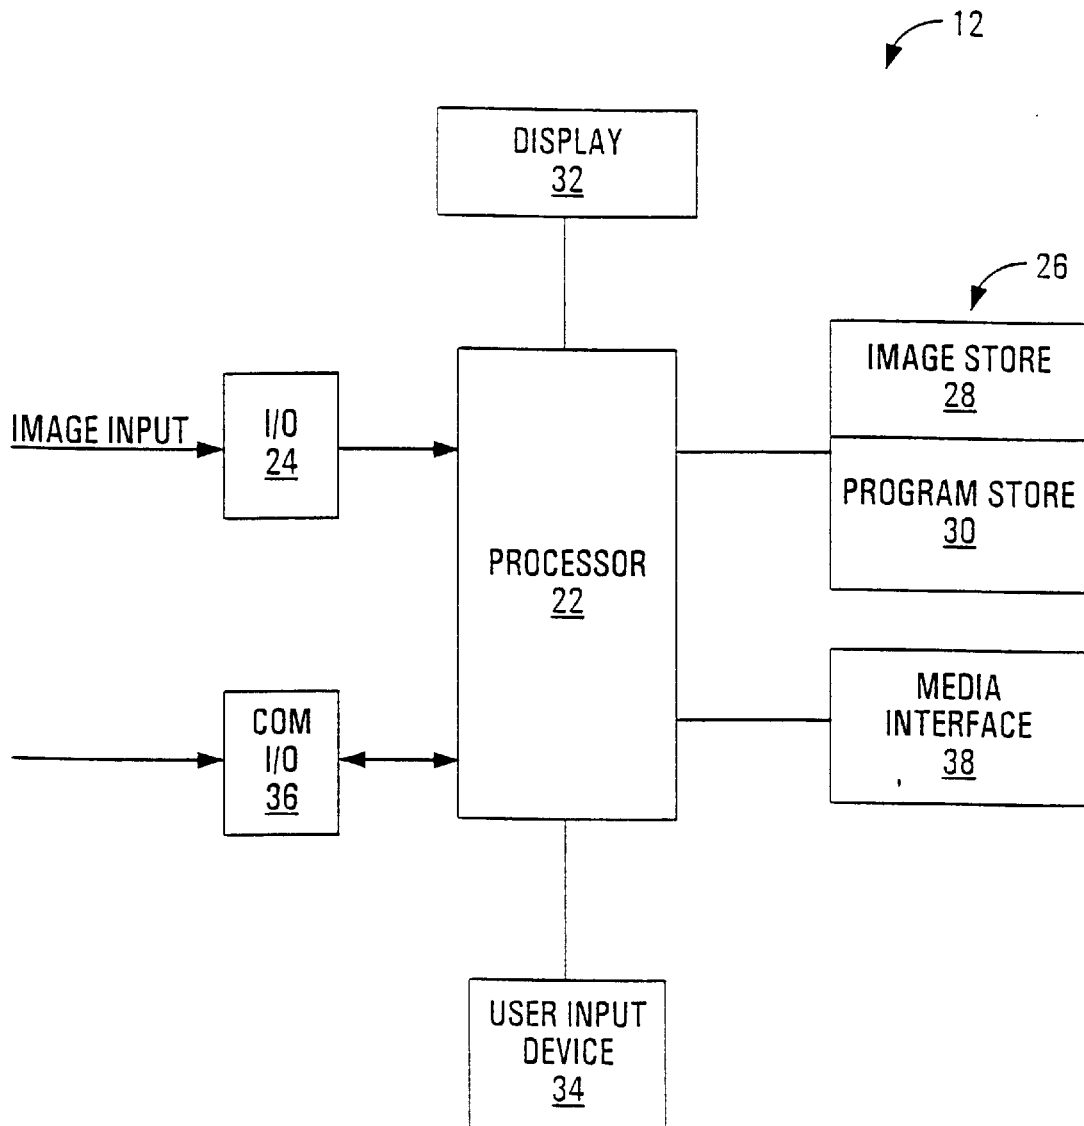 12
DISPLAY
32
26
IMAGE STORE
28
IMAGE INPUT
I/O
24
PROGRAM STORE
30
PROCESSOR
22
COM
I/O
36
MEDIA
INTERFACE
38
USER INPUT
DEVICE
34